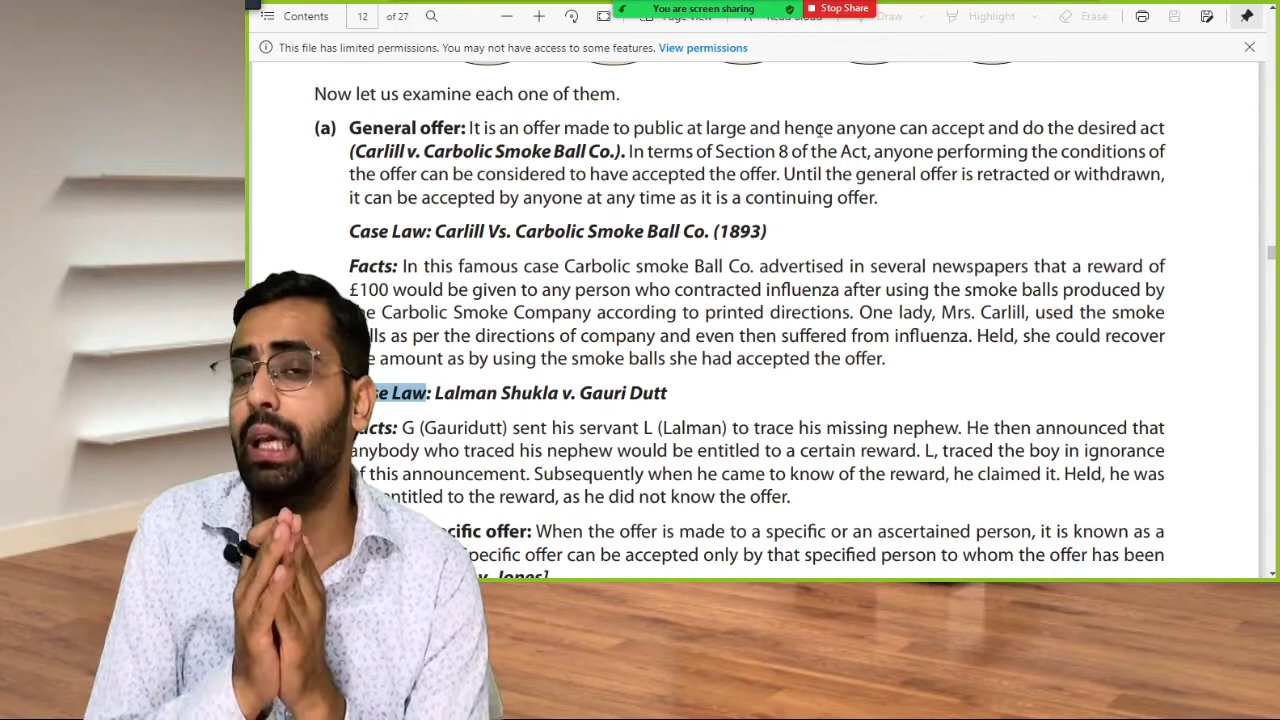 You are screen sharing
Stop Share
Contents
12
of 27
Draw
Highlight
Erase
This file has limited permissions. You may not have access to some features. View permissions
Now let us examine each one of them.
(a) General offer: It is an offer made to public at large and hence anyone can accept and do the desired act
(Carlill v. Carbolic Smoke Ball Co.). In terms of Section 8 of the Act, anyone performing the conditions of
the offer can be considered to have accepted the offer. Until the general offer is retracted or withdrawn,
it can be accepted by anyone at any time as it is a continuing offer.
Case Law: Carlill Vs. Carbolic Smoke Ball Co. (1893)
Facts: In this famous case Carbolic smoke Ball Co. advertised in several newspapers that a reward of
£100 would be given to any person who contracted influenza after using the smoke balls produced by
Carbolic Smoke Company according to printed directions. One lady, Mrs. Carlill, used the smoke
as per the directions of company and even then suffered from influenza. Held, she could recover
amount as by using the smoke balls she had accepted the offer.
Law: Lalman Shukla v. Gauri Dutt
G (Gauridutt) sent his servant L (Lalman) to trace his missing nephew. He then announced that
anybody who traced his nephew would be entitled to a certain reward. L, traced the boy in ignorance
of this announcement. Subsequently when he came to know of the reward, he claimed it. Held, he was
entitled to the reward, as he did not know the offer.
offer: When the offer is made to a specific or an ascertained person, it is known as a
offer can be accepted only by that specified person to whom the offer has been
v. Jones]